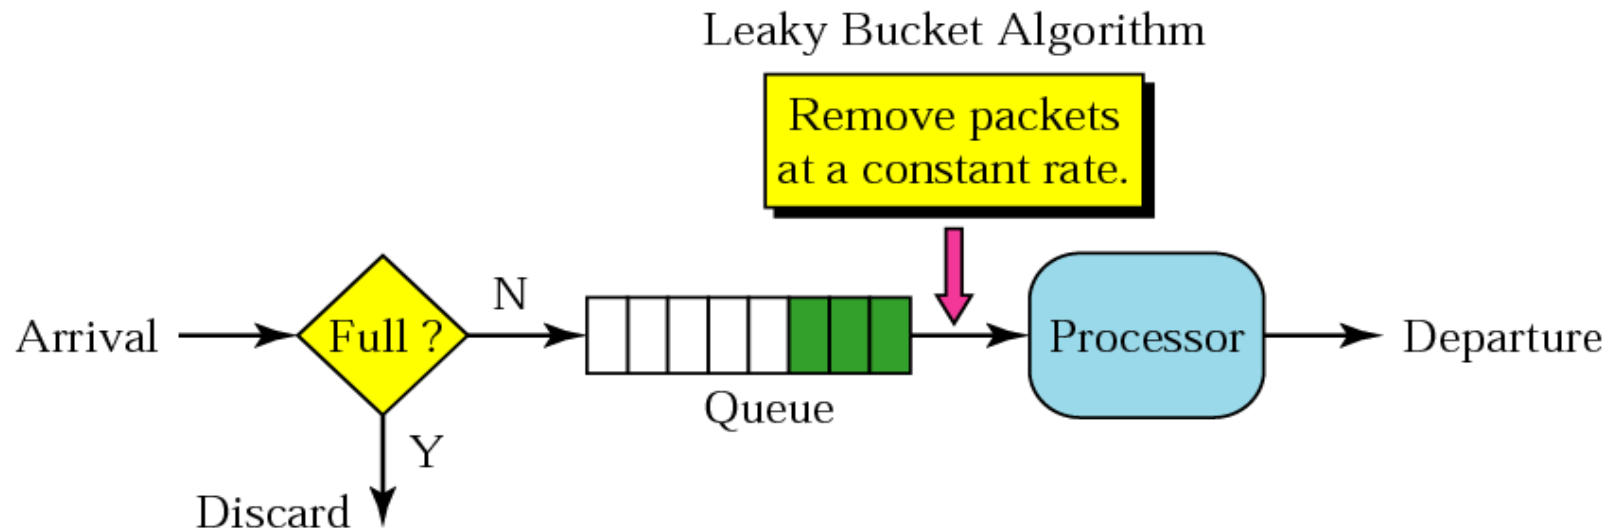 Leaky Bucket Algorithm
Remove packets
at a constant rate.
Arrival
Full ?
N
Y
Discard
Queue
Processor
Departure